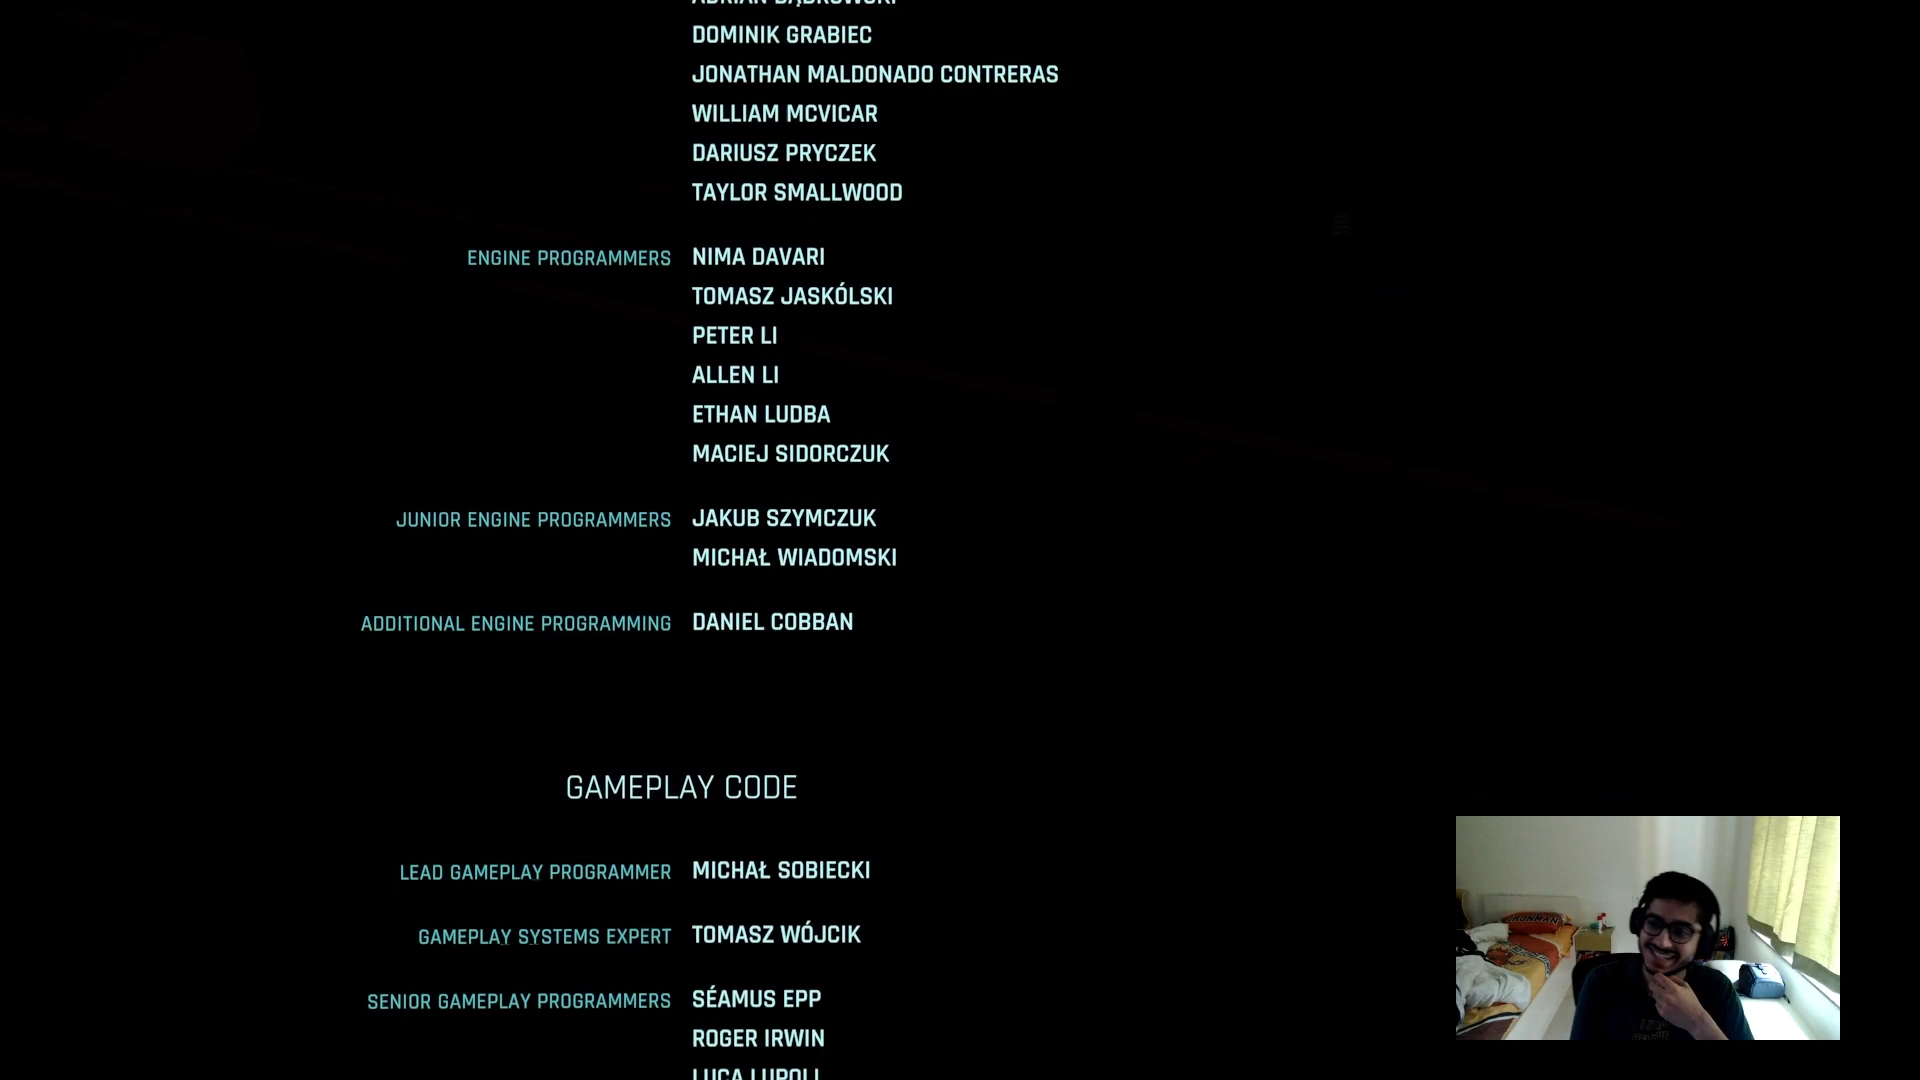 DOMINIK GRABIEC
JONATHAN MALDONADO CONTRERAS
WILLIAM MCVICAR
DARIUSZ PRYCZEK
TAYLOR SMALLWOOD
ENGINE PROGRAMMERS NIMA DAVARI
TOMASZ JASKÓLSKI
PETER LI
ALLEN LI
ETHAN LUDBA
MACIEJ SIDORCZUK
JUNIOR ENGINE PROGRAMMERS JAKUB SZYMCZUK
MICHAŁ WIADOMSKI
ADDITIONAL ENGINE PROGRAMMING DANIEL COBBAN
GAMEPLAY CODE
LEAD GAMEPLAY PROGRAMMER MICHAŁ SOBIECKI
GAMEPLAY SYSTEMS EXPERT TOMASZ WÓJCIK
SENIOR GAMEPLAY PROGRAMMERS SÉAMUS EPP
ROGER IRWIN